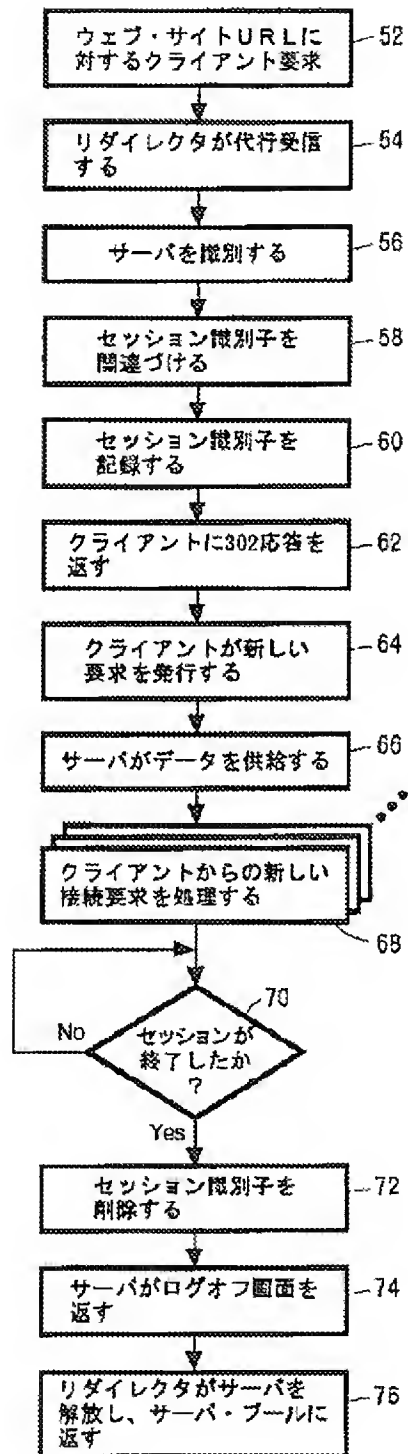 ウェブ・サイトURLに
対するクライアント要求
52
リダイレクタが代行受信
する
54
サーバを識別する
56
セッション識別子を
関連づける
58
セッション識別子を
記録する
60
クライアントに302応答を
返す
62
クライアントが新しい
要求を発行する
64
サーバがデータを供給する
66
クライアントからの新しい
接続要求を処理する
68
セッションが
終了したか
?
70
No
Yes
セッション識別子を
削除する
72
サーバがログオフ画面を
返す
74
リダイレクタがサーバを
解放し、サーバ・プールに
返す
76